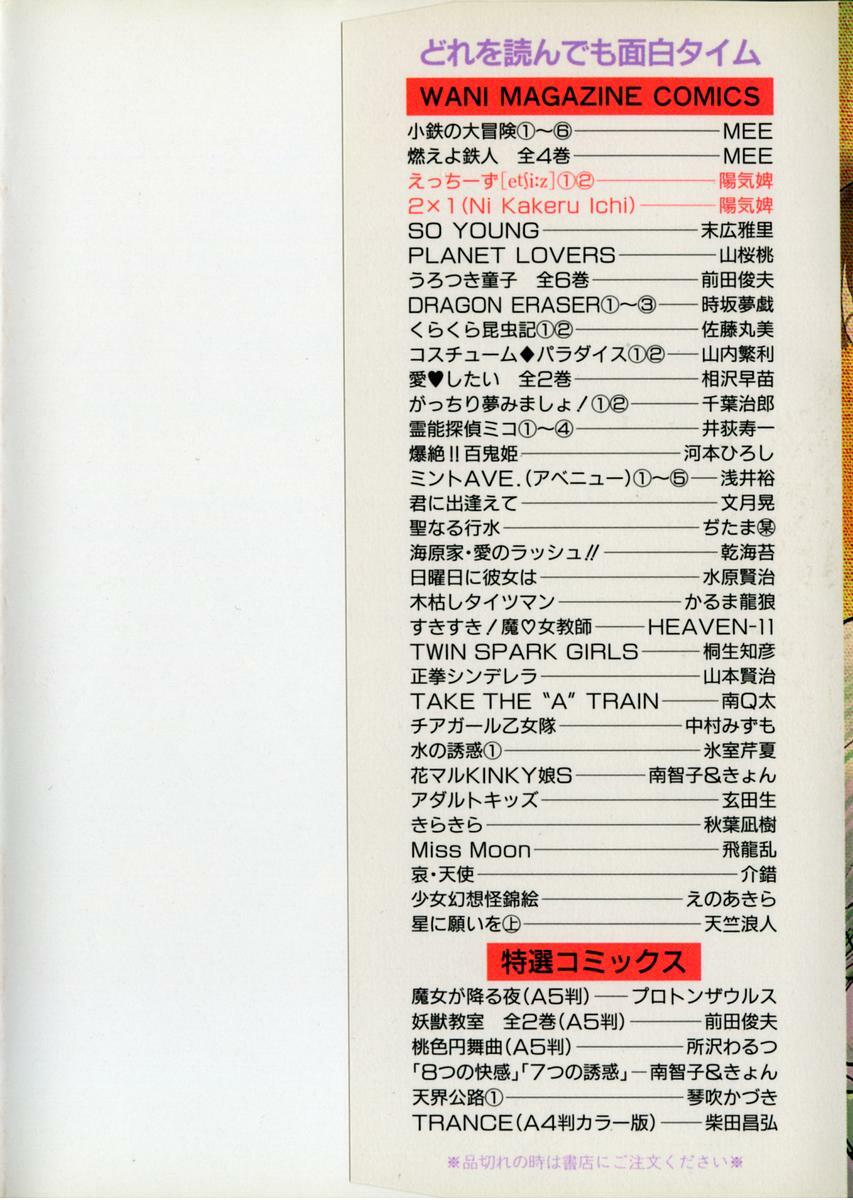 どれを読んでも面白タイム
WANI MAGAZINE COMICS
小鉄の大冒険①〜⑥――MEE
燃えよ鉄人 全4巻――MEE
えっちーず[etʃi:z]①②――陽気婢
2×1(Ni Kakeru Ichi)――陽気婢
SO YOUNG――末広雅里
PLANET LOVERS――山桜桃
うろつき童子 全6巻――前田俊夫
DRAGON ERASER①〜③――時坂夢戯
くらくら昆虫記①②――佐藤丸美
コスチューム◆パラダイス①②――山内繁利
愛♥したい 全2巻――相沢早苗
がっちり夢みましょ!①②――千葉治郎
霊能探偵ミコ①〜④――井荻寿一
爆絶!!百鬼姫――河本ひろし
ミントAVE.(アベニュー)①〜⑤――浅井裕
君に出逢えて――文月晃
聖なる行水――ぢたま㋳
海原家・愛のラッシュ!!――乾海苔
日曜日に彼女は――水原賢治
木枯しタイツマン――かるま龍狼
すきすき!魔♡女教師――HEAVEN-11
TWIN SPARK GIRLS――桐生知彦
正拳シンデレラ――山本賢治
TAKE THE “A” TRAIN――南Q太
チアガール乙女隊――中村みずも
水の誘惑①――氷室芹夏
花マルKINKY娘S――南智子&きょん
アダルトキッズ――玄田生
きらきら――秋葉凪樹
Miss Moon――飛龍乱
哀・天使――介錯
少女幻想怪錦絵――えのあきら
星に願いを㊤――天竺浪人
特選コミックス
魔女が降る夜(A5判)――プロトンザウルス
妖獣教室 全2巻(A5判)――前田俊夫
桃色円舞曲(A5判)――所沢わるつ
「8つの快感」「7つの誘惑」―南智子&きょん
天界公路①――琴吹かづき
TRANCE(A4判カラー版)――柴田昌弘
※品切れの時は書店にご注文ください※